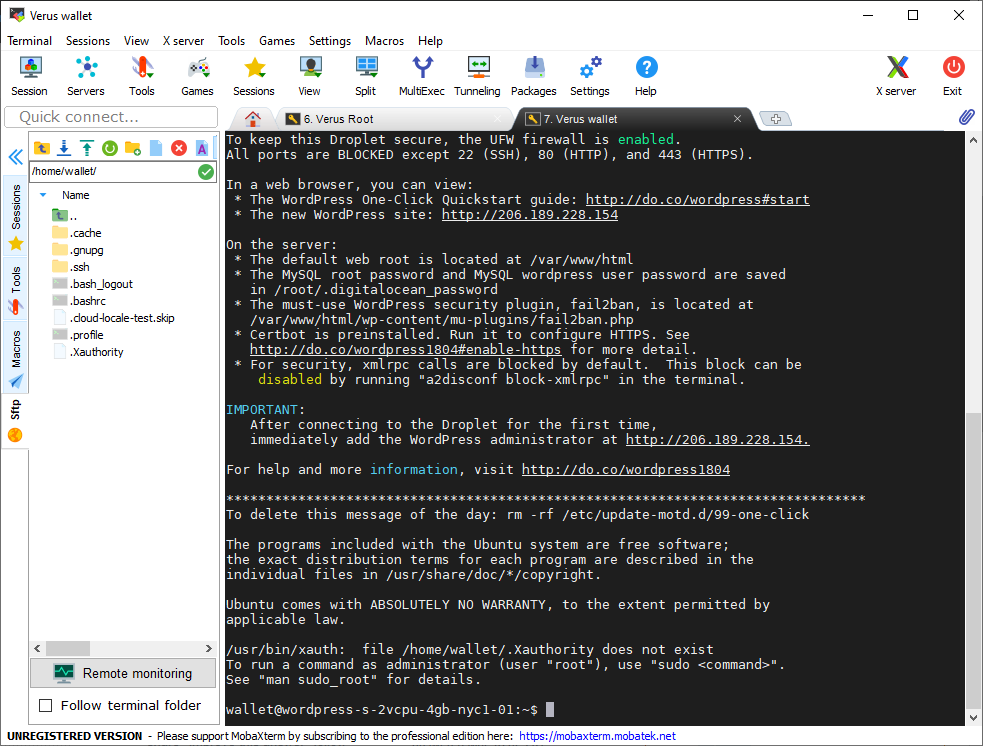 Verus wallet
Terminal Sessions View X server Tools Games Settings Macros Help
Session Servers Tools Games Sessions View Split MultiExec Tunneling Packages Settings Help X server Exit
Quick connect...
6. Verus Root
7. Verus wallet
/home/wallet/
Name
..
.cache
.gnupg
.ssh
.bash_logout
.bashrc
.cloud-locale-test.skip
.profile
.Xauthority
Sessions
Tools
Macros
Sftp
Remote monitoring
Follow terminal folder
To keep this Droplet secure, the UFW firewall is enabled.
All ports are BLOCKED except 22 (SSH), 80 (HTTP), and 443 (HTTPS).
In a web browser, you can view:
* The WordPress One-Click Quickstart guide: http://do.co/wordpress#start
* The new WordPress site: http://206.189.228.154
On the server:
* The default web root is located at /var/www/html
* The MySQL root password and MySQL wordpress user password are saved
in /root/.digitalocean_password
* The must-use WordPress security plugin, fail2ban, is located at
/var/www/html/wp-content/mu-plugins/fail2ban.php
* Certbot is preinstalled. Run it to configure HTTPS. See
http://do.co/wordpress1804#enable-https for more detail.
* For security, xmlrpc calls are blocked by default.  This block can be
disabled by running "a2disconf block-xmlrpc" in the terminal.
IMPORTANT:
After connecting to the Droplet for the first time,
immediately add the WordPress administrator at http://206.189.228.154.
For help and more information, visit http://do.co/wordpress1804
********************************************************************************
To delete this message of the day: rm -rf /etc/update-motd.d/99-one-click
The programs included with the Ubuntu system are free software;
the exact distribution terms for each program are described in the
individual files in /usr/share/doc/*/copyright.
Ubuntu comes with ABSOLUTELY NO WARRANTY, to the extent permitted by
applicable law.
/usr/bin/xauth:  file /home/wallet/.Xauthority does not exist
To run a command as administrator (user "root"), use "sudo <command>".
See "man sudo_root" for details.
wallet@wordpress-s-2vcpu-4gb-nyc1-01:~$
UNREGISTERED VERSION - Please support MobaXterm by subscribing to the professional edition here: https://mobaxterm.mobatek.net